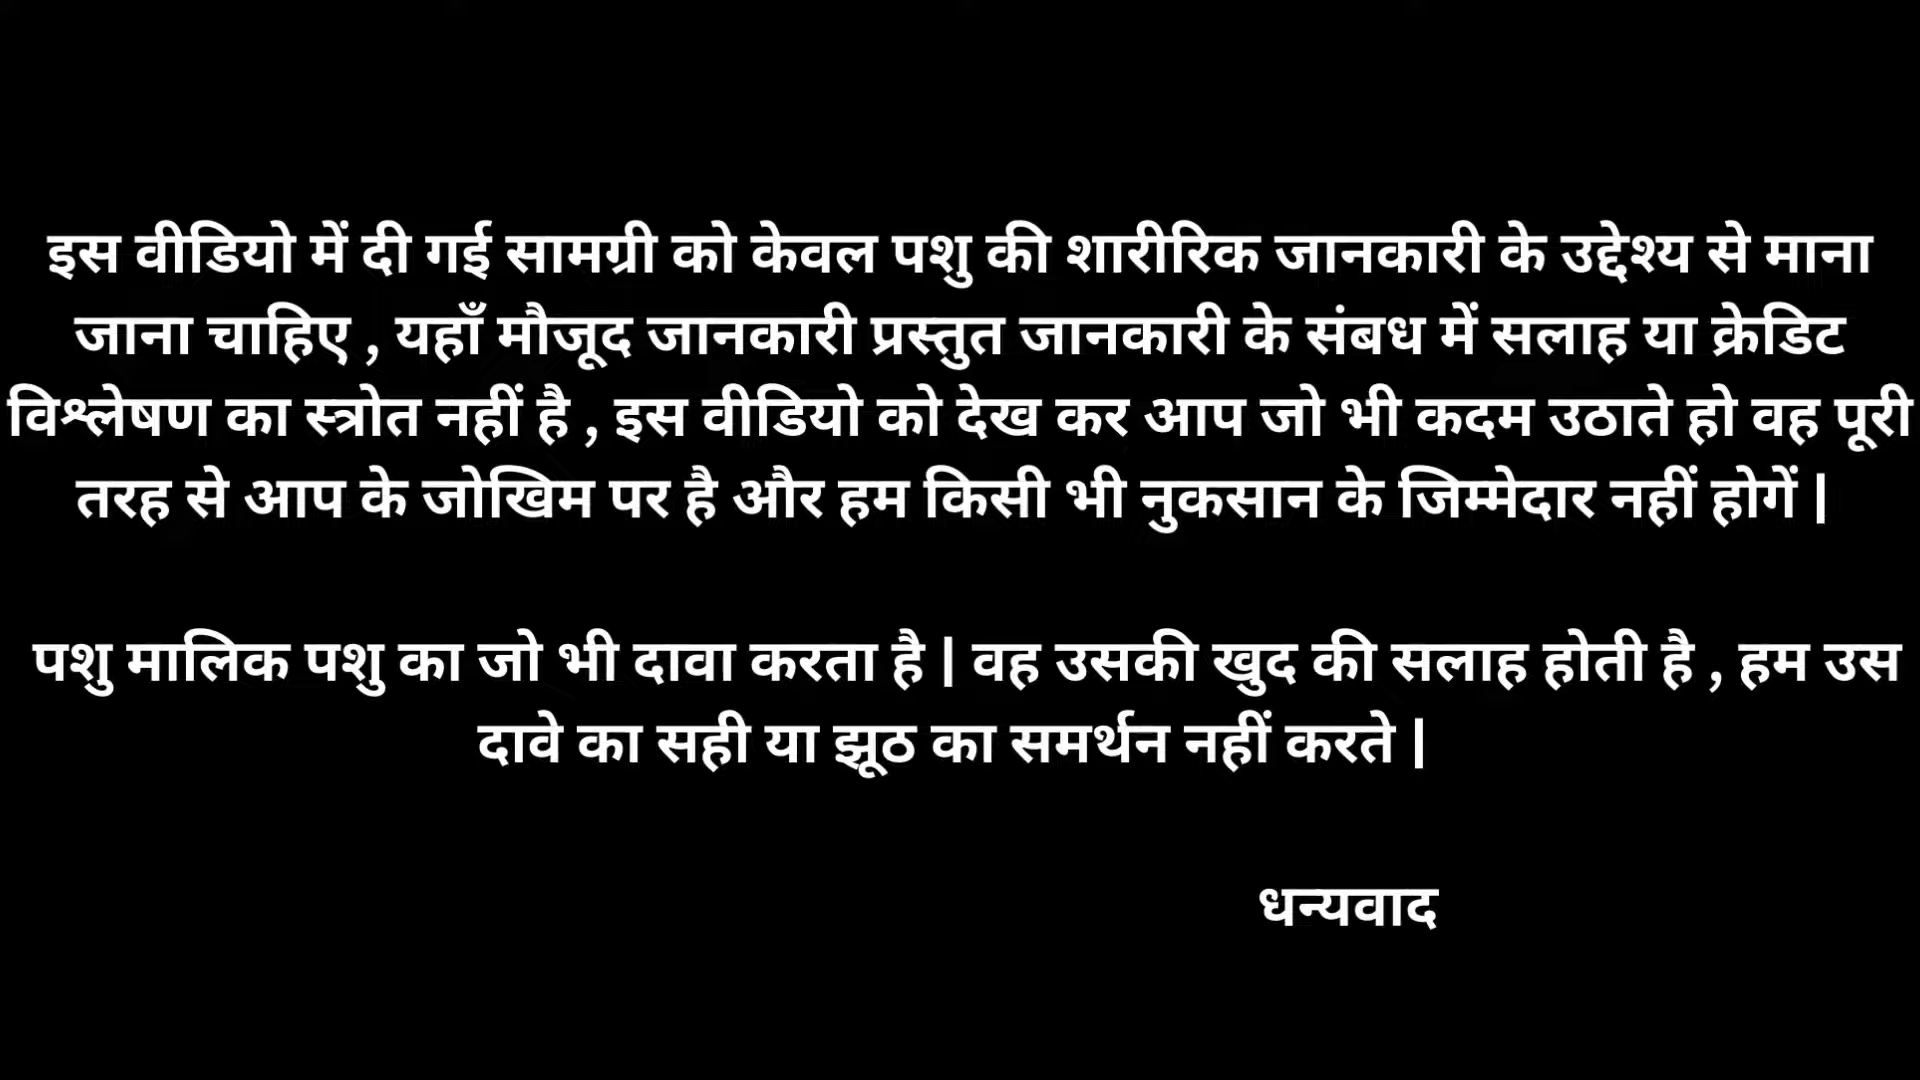 इस वीडियो में दी गई सामग्री को केवल पशु की शारीरिक जानकारी के उद्देश्य से माना
जाना चाहिए , यहाँ मौजूद जानकारी प्रस्तुत जानकारी के संबध में सलाह या क्रेडिट
विश्लेषण का स्त्रोत नहीं है , इस वीडियो को देख कर आप जो भी कदम उठाते हो वह पूरी
तरह से आप के जोखिम पर है और हम किसी भी नुकसान के जिम्मेदार नहीं होगें |
पशु मालिक पशु का जो भी दावा करता है | वह उसकी खुद की सलाह होती है , हम उस
दावे का सही या झूठ का समर्थन नहीं करते |
धन्यवाद